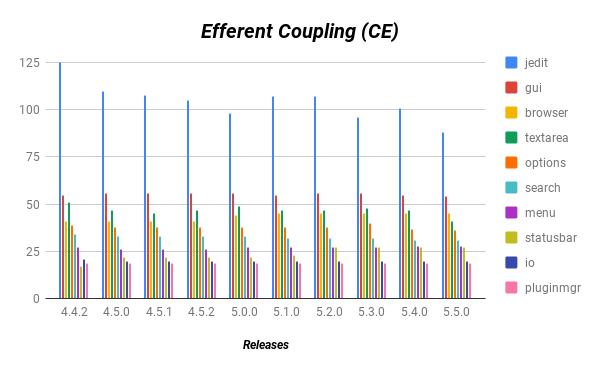 Efferent Coupling (CE)
125
100
75
50
25
0
4.4.2 4.5.0 4.5.1 4.5.2 5.0.0 5.1.0 5.2.0 5.3.0 5.4.0 5.5.0
Releases
jedit
gui
browser
textarea
options
search
menu
statusbar
io
pluginmgr